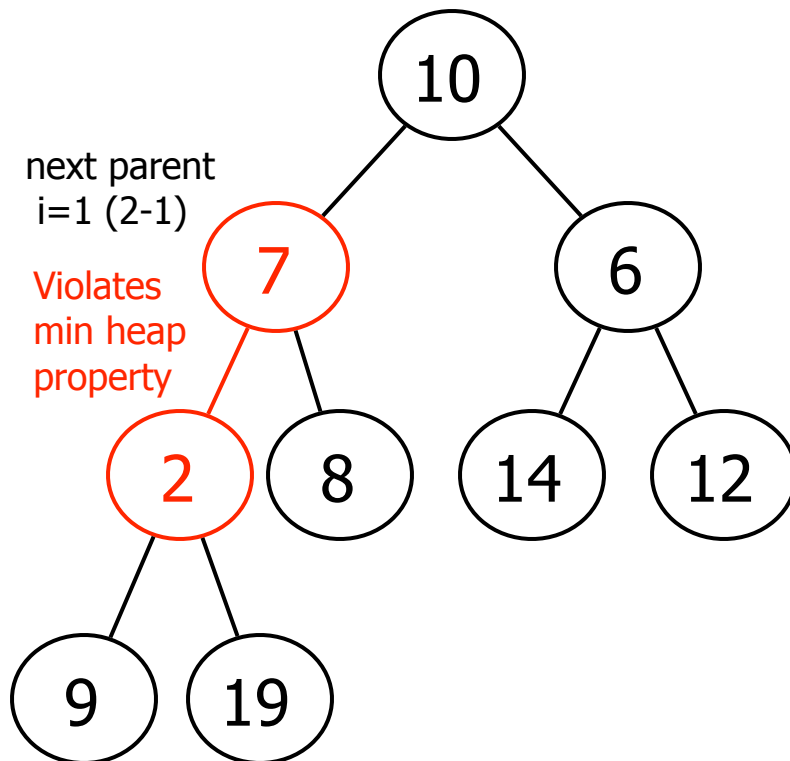 10
next parent
i=1 (2-1)
7
6
Violates
min heap
property
2
8
14
12
9
19